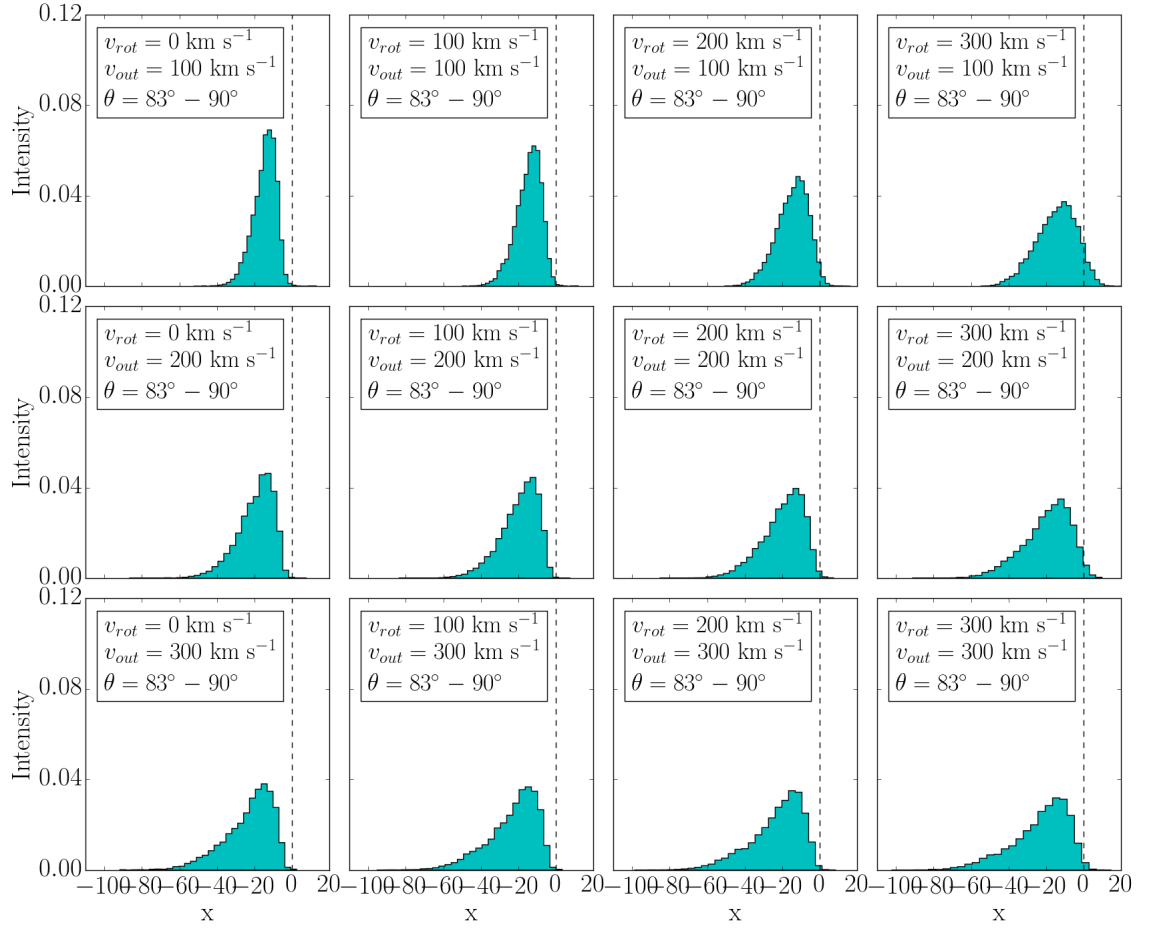 0.12
v_rot = 0 km s⁻¹
v_out = 100 km s⁻¹
θ = 83° − 90°
v_rot = 100 km s⁻¹
v_out = 100 km s⁻¹
θ = 83° − 90°
v_rot = 200 km s⁻¹
v_out = 100 km s⁻¹
θ = 83° − 90°
v_rot = 300 km s⁻¹
v_out = 100 km s⁻¹
θ = 83° − 90°
0.08
Intensity
0.04
0.00
−100 −80 −60 −40 −20 0 20
−100 −80 −60 −40 −20 0 20
−100 −80 −60 −40 −20 0 20
−100 −80 −60 −40 −20 0 20
0.12
v_rot = 0 km s⁻¹
v_out = 200 km s⁻¹
θ = 83° − 90°
v_rot = 100 km s⁻¹
v_out = 200 km s⁻¹
θ = 83° − 90°
v_rot = 200 km s⁻¹
v_out = 200 km s⁻¹
θ = 83° − 90°
v_rot = 300 km s⁻¹
v_out = 200 km s⁻¹
θ = 83° − 90°
0.08
Intensity
0.04
0.00
0.12
v_rot = 0 km s⁻¹
v_out = 300 km s⁻¹
θ = 83° − 90°
v_rot = 100 km s⁻¹
v_out = 300 km s⁻¹
θ = 83° − 90°
v_rot = 200 km s⁻¹
v_out = 300 km s⁻¹
θ = 83° − 90°
v_rot = 300 km s⁻¹
v_out = 300 km s⁻¹
θ = 83° − 90°
0.08
Intensity
0.04
0.00
x
x
x
x